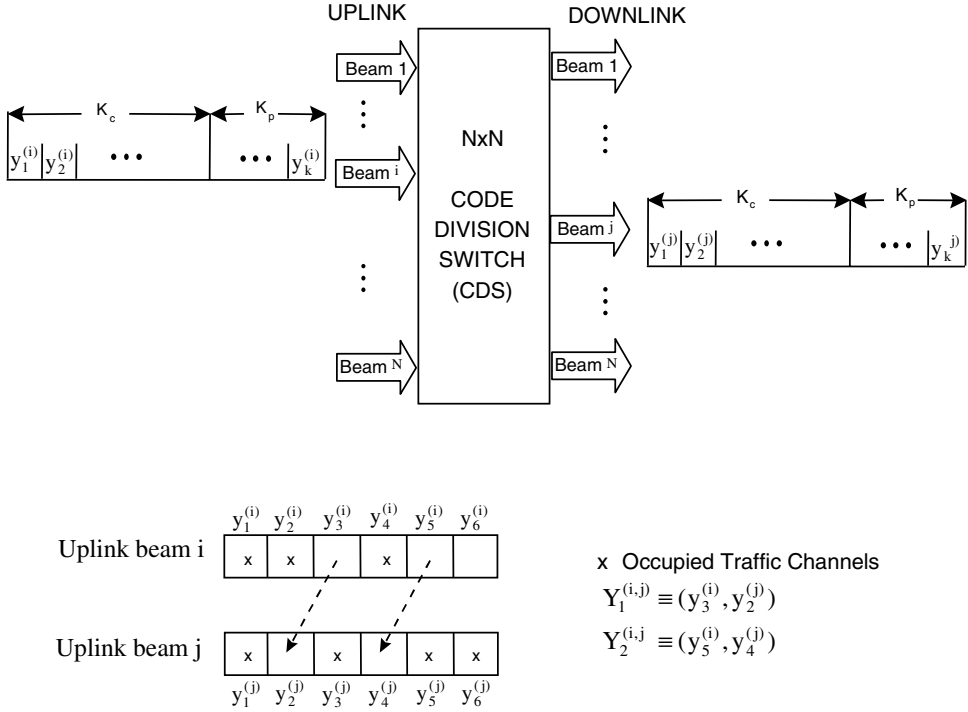 UPLINK
DOWNLINK
Beam 1
Beam 1
K_c
K_p
y_1^(i) y_2^(i) ••• ••• y_k^(i)
Beam i
NxN
CODE
DIVISION
SWITCH
(CDS)
Beam j
K_c
K_p
y_1^(j) y_2^(j) ••• ••• y_k^j)
Beam N
Beam N
y_1^(i) y_2^(i) y_3^(i) y_4^(i) y_5^(i) y_6^(i)
Uplink beam i
x x x
Uplink beam j
x x x x
y_1^(j) y_2^(j) y_3^(j) y_4^(j) y_5^(j) y_6^(j)
x Occupied Traffic Channels
Y_1^(i,j) ≡ (y_3^(i), y_2^(j))
Y_2^(i,j ≡ (y_5^(i), y_4^(j))